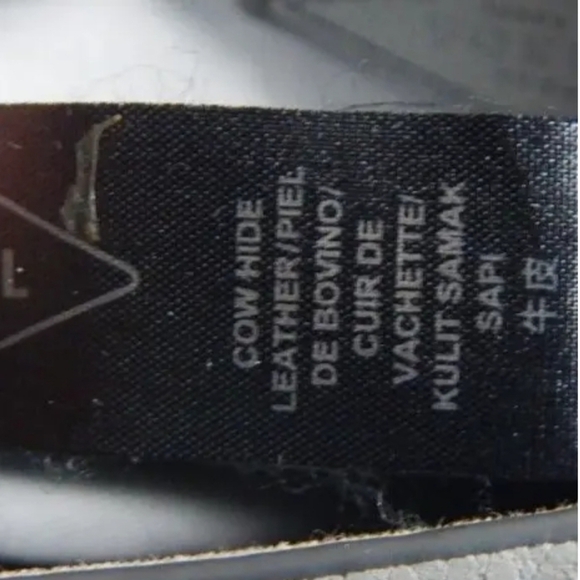 COW HIDE
LEATHER/PIEL
DE BOVINO/
CUIR DE
VACHETTE/
KULIT SAMAK
SAPI
牛皮
L